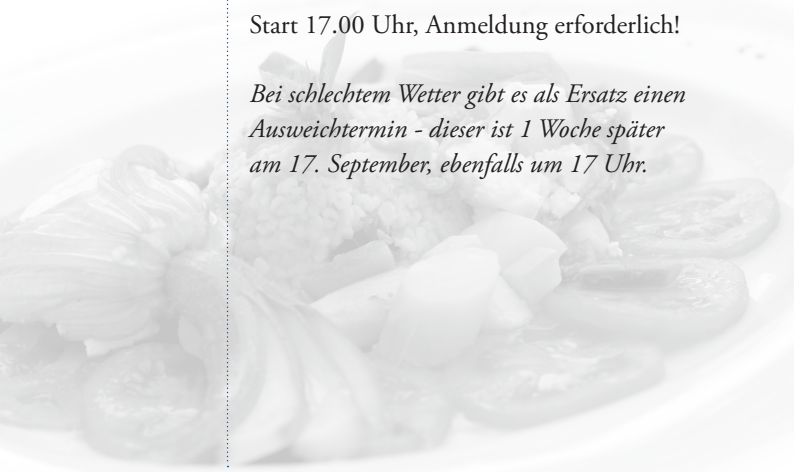 Start 17.00 Uhr, Anmeldung erforderlich!
Bei schlechtem Wetter gibt es als Ersatz einen
Ausweichtermin - dieser ist 1 Woche später
am 17. September, ebenfalls um 17 Uhr.